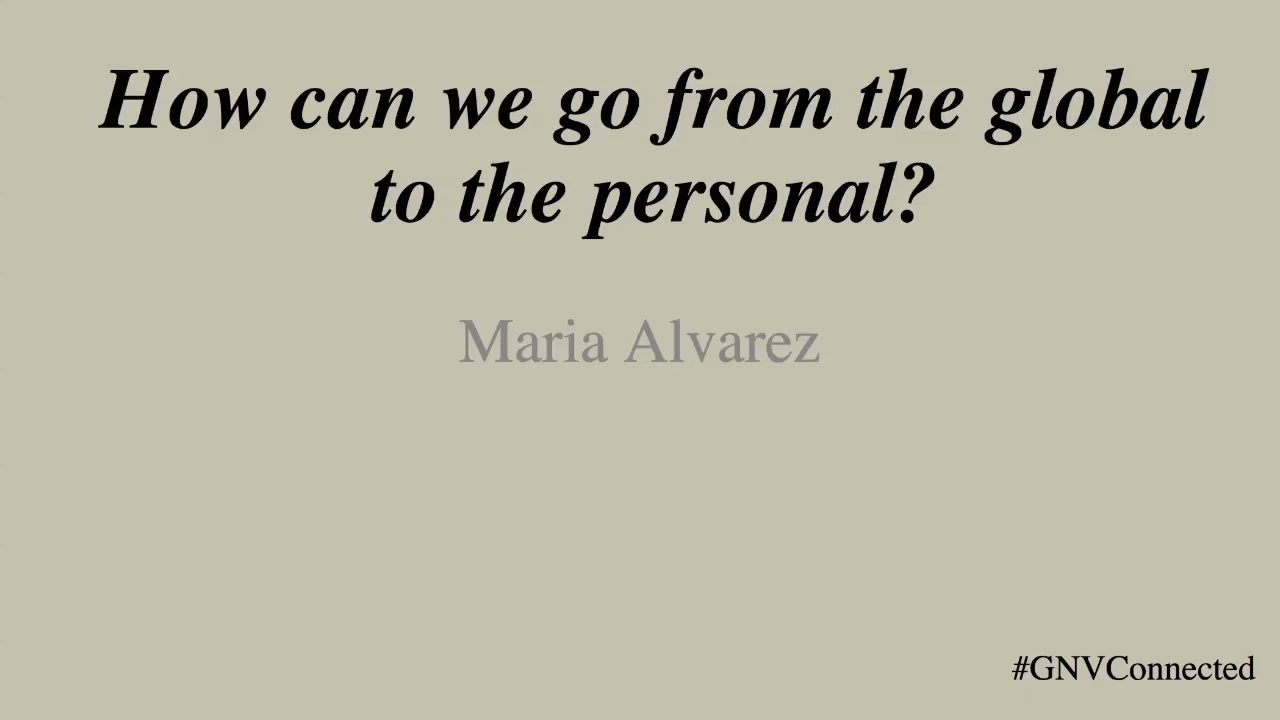 How can we go from the global
to the personal?
Maria Alvarez
#GNVConnected